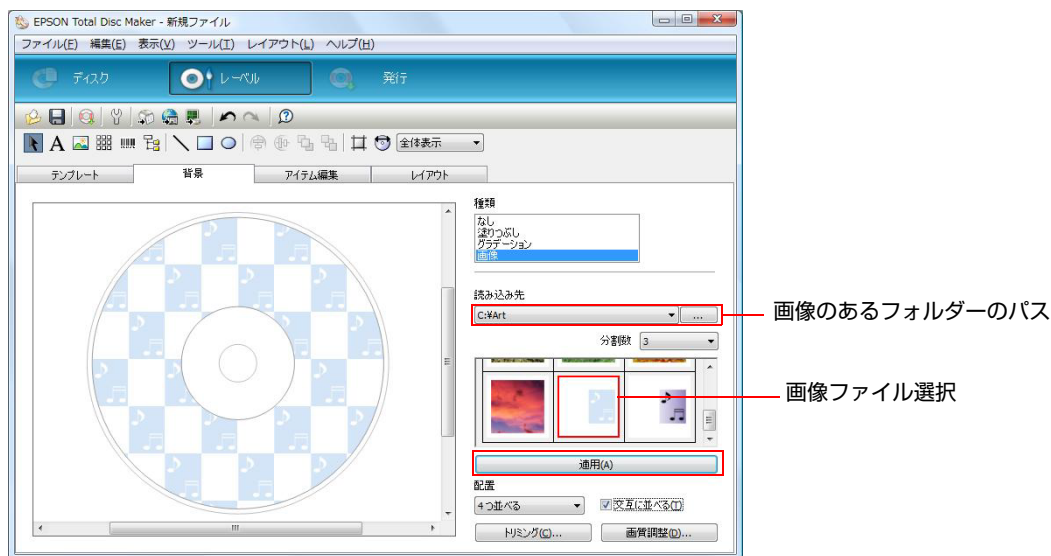 EPSON Total Disc Maker - 新規ファイル
ファイル(F) 編集(E) 表示(V) ツール(T) レイアウト(L) ヘルプ(H)
ディスク レーベル 発行
A 全体表示
テンプレート 背景 アイテム編集 レイアウト
種類
なし
塗りつぶし
グラデーション
画像
読み込み先
C:¥Art ...
画像のあるフォルダーのパス
分割数 3
画像ファイル選択
適用(A)
配置
4つ並べる 交互に並べる(T)
トリミング(C)... 画質調整(D)...